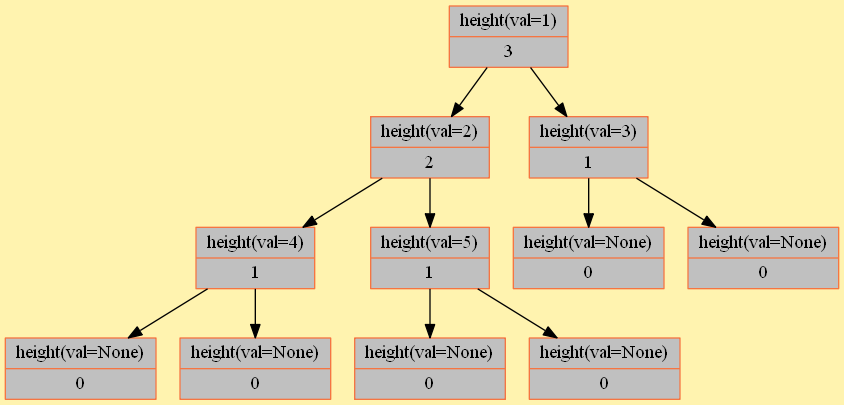 height(val=1)
3
height(val=2)
2
height(val=3)
1
height(val=4)
1
height(val=5)
1
height(val=None)
0
height(val=None)
0
height(val=None)
0
height(val=None)
0
height(val=None)
0
height(val=None)
0